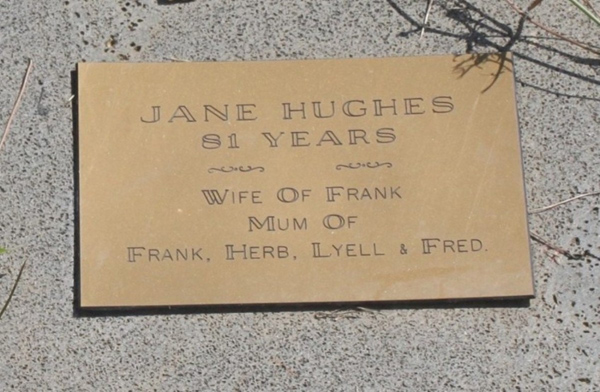 JANE HUGHES
81 YEARS
WIFE OF FRANK
MUM OF
FRANK, HERB, LYELL & FRED.